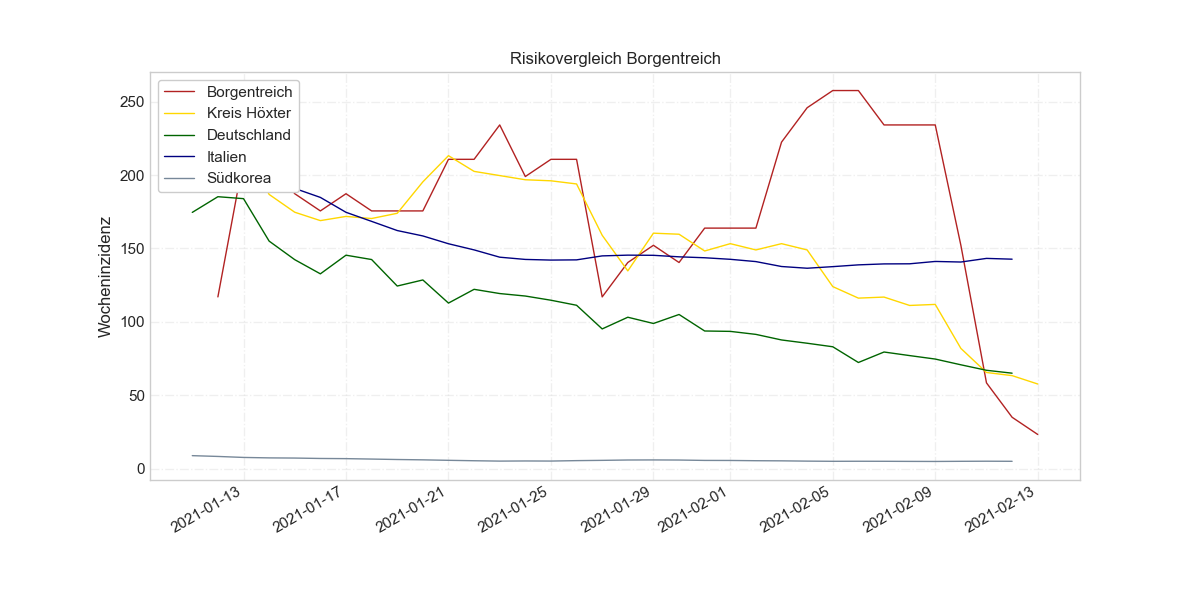 Risikovergleich Borgentreich
Borgentreich
Kreis Höxter
Deutschland
Italien
Südkorea
Wocheninzidenz
250
200
150
100
50
0
2021-01-13
2021-01-17
2021-01-21
2021-01-25
2021-01-29
2021-02-01
2021-02-05
2021-02-09
2021-02-13